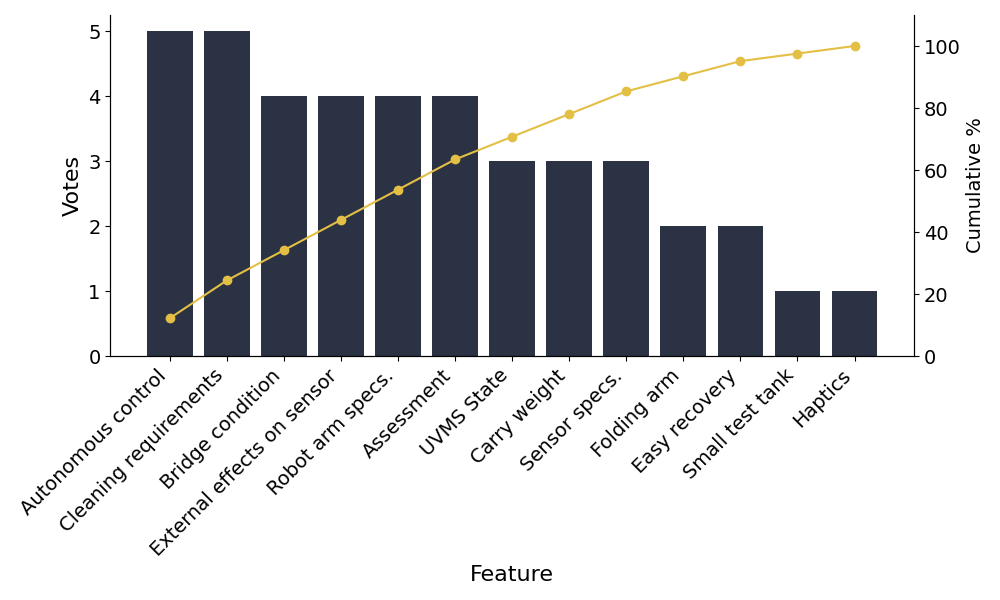 5
4
3
2
1
0
Votes
100
80
60
40
20
0
Cumulative %
Autonomous control
Cleaning requirements
Bridge condition
External effects on sensor
Robot arm specs.
Assessment
UVMS State
Carry weight
Sensor specs.
Folding arm
Easy recovery
Small test tank
Haptics
Feature